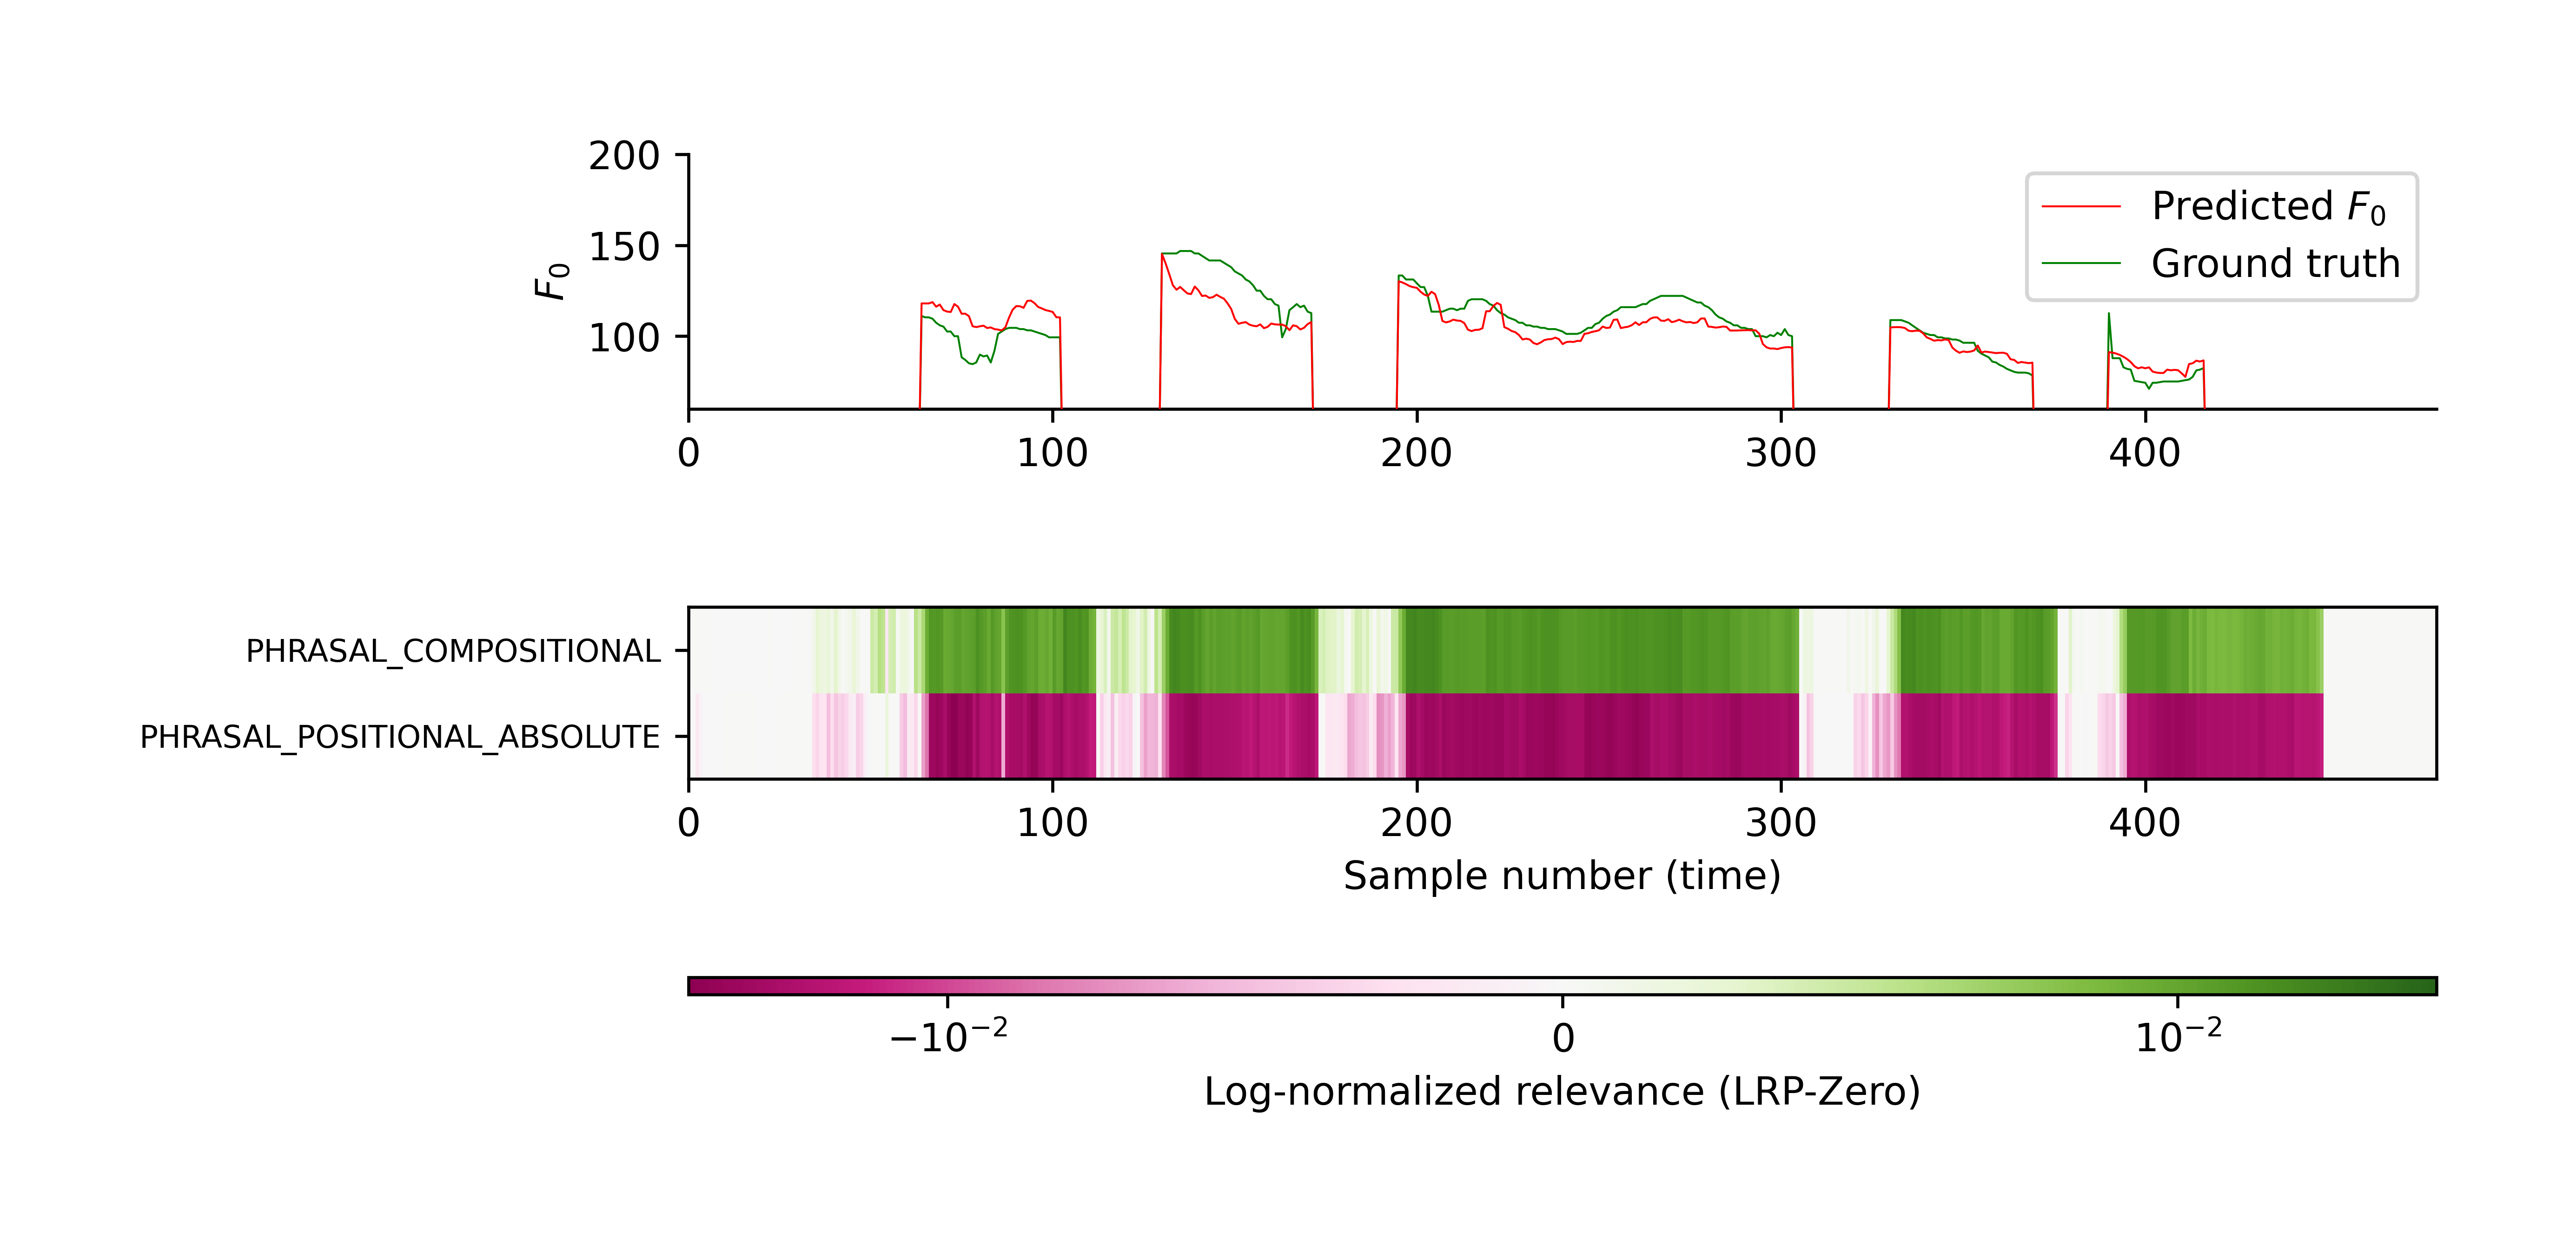 200
150
100
F0
Predicted F0
Ground truth
0 100 200 300 400
PHRASAL_COMPOSITIONAL
PHRASAL_POSITIONAL_ABSOLUTE
0 100 200 300 400
Sample number (time)
−10⁻² 0 10⁻²
Log-normalized relevance (LRP-Zero)